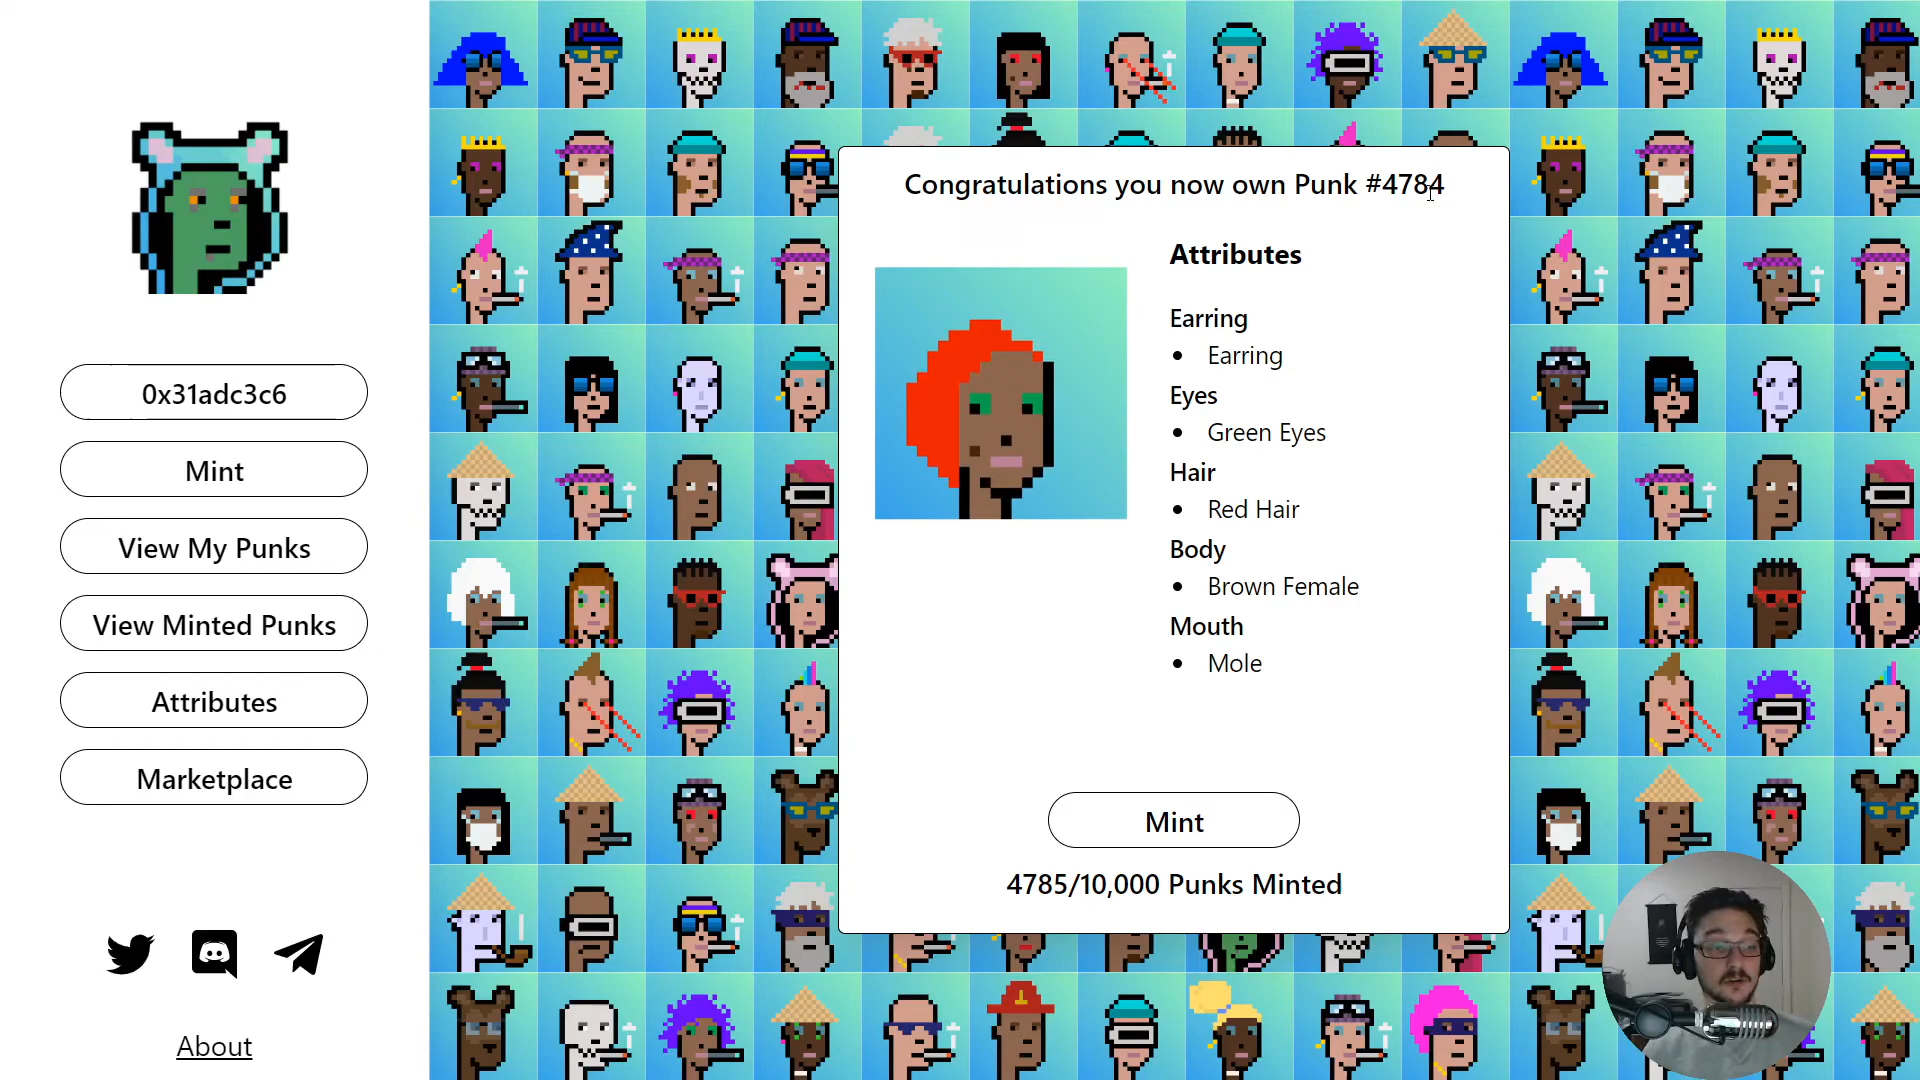 0x31adc3c6
Mint
View My Punks
View Minted Punks
Attributes
Marketplace
About
Congratulations you now own Punk #4784
Attributes
Earring
• Earring
Eyes
• Green Eyes
Hair
• Red Hair
Body
• Brown Female
Mouth
• Mole
Mint
4785/10,000 Punks Minted